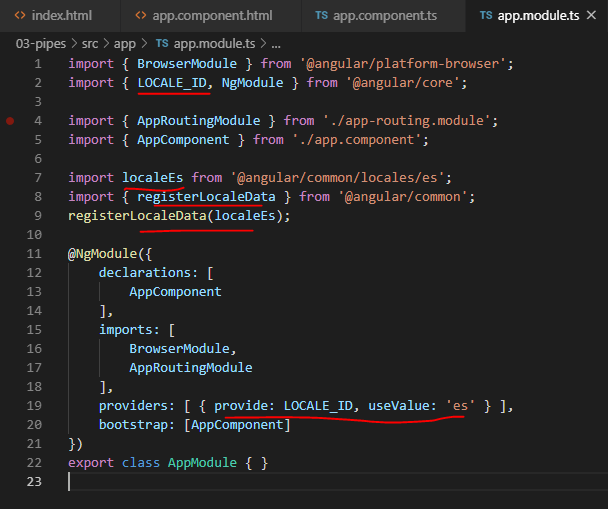 index.html app.component.html app.component.ts app.module.ts
03-pipes > src > app > app.module.ts > ...
1 import { BrowserModule } from '@angular/platform-browser';
2 import { LOCALE_ID, NgModule } from '@angular/core';
3
4 import { AppRoutingModule } from './app-routing.module';
5 import { AppComponent } from './app.component';
6
7 import localeEs from '@angular/common/locales/es';
8 import { registerLocaleData } from '@angular/common';
9 registerLocaleData(localeEs);
10
11 @NgModule({
12 declarations: [
13 AppComponent
14 ],
15 imports: [
16 BrowserModule,
17 AppRoutingModule
18 ],
19 providers: [ { provide: LOCALE_ID, useValue: 'es' } ],
20 bootstrap: [AppComponent]
21 })
22 export class AppModule { }
23